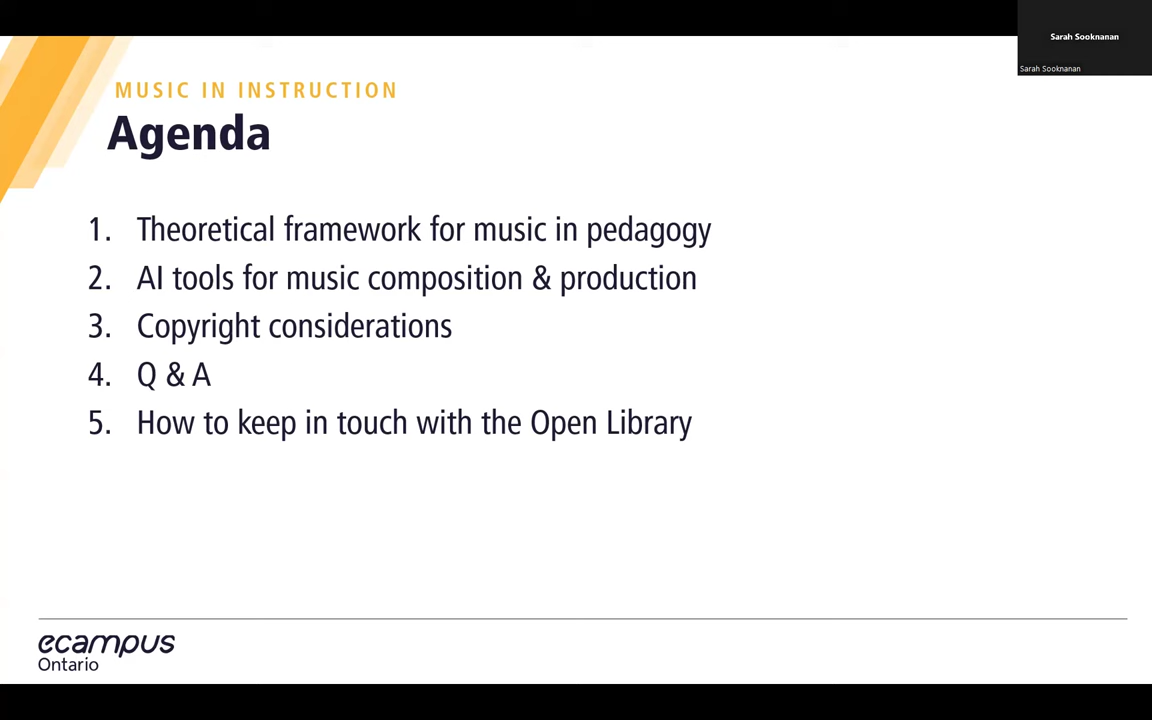 Sarah Sooknanan
Sarah Sooknanan
MUSIC IN INSTRUCTION
Agenda
1. Theoretical framework for music in pedagogy
2. AI tools for music composition & production
3. Copyright considerations
4. Q & A
5. How to keep in touch with the Open Library
ecampus
Ontario